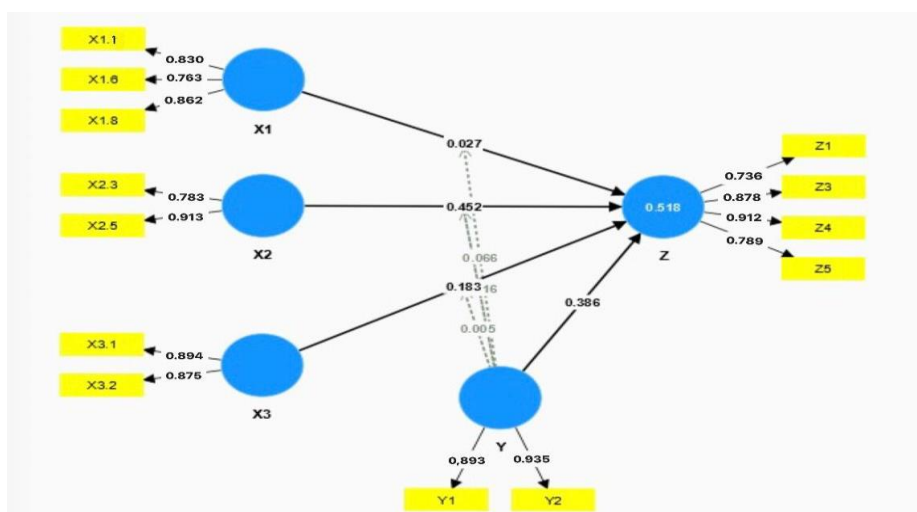 X1.1
0.830
X1.6
0.763
X1.8
0.862
X1
0.027
Z1
0.736
X2.3
0.783
X2.5
0.913
X2
0.452
0.518
Z
Z3
0.878
Z4
0.912
Z5
0.789
0.066
0.183
16
0.005
0.386
X3.1
0.894
X3.2
0.875
X3
Y
0,893
0.935
Y1
Y2